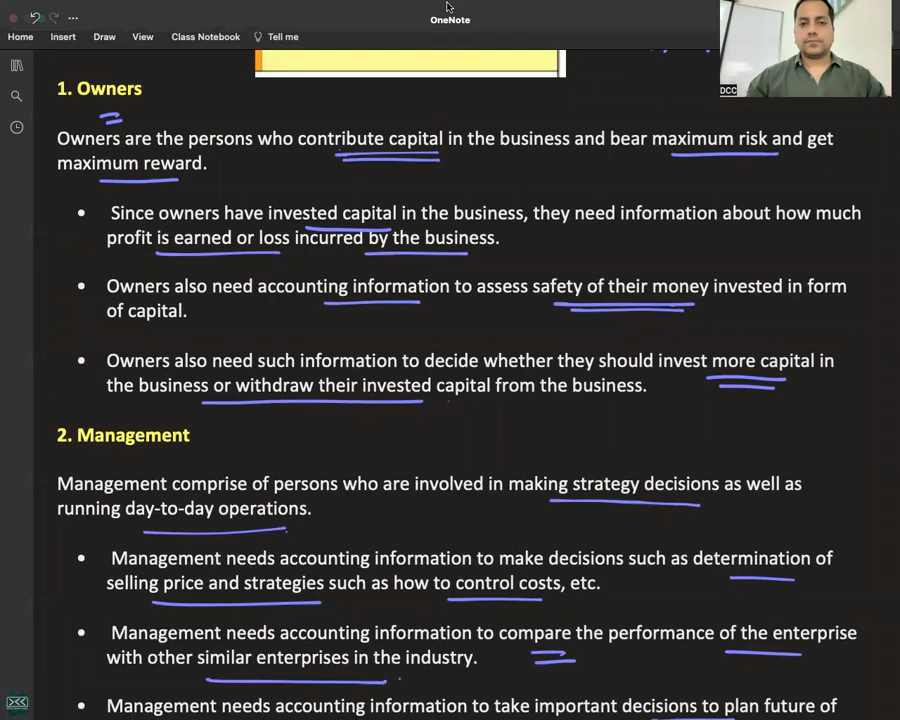 OneNote
Home Insert Draw View Class Notebook Tell me
DCC
1. Owners
Owners are the persons who contribute capital in the business and bear maximum risk and get
maximum reward.
• Since owners have invested capital in the business, they need information about how much
profit is earned or loss incurred by the business.
• Owners also need accounting information to assess safety of their money invested in form
of capital.
• Owners also need such information to decide whether they should invest more capital in
the business or withdraw their invested capital from the business.
2. Management
Management comprise of persons who are involved in making strategy decisions as well as
running day-to-day operations.
• Management needs accounting information to make decisions such as determination of
selling price and strategies such as how to control costs, etc.
• Management needs accounting information to compare the performance of the enterprise
with other similar enterprises in the industry.
• Management needs accounting information to take important decisions to plan future of